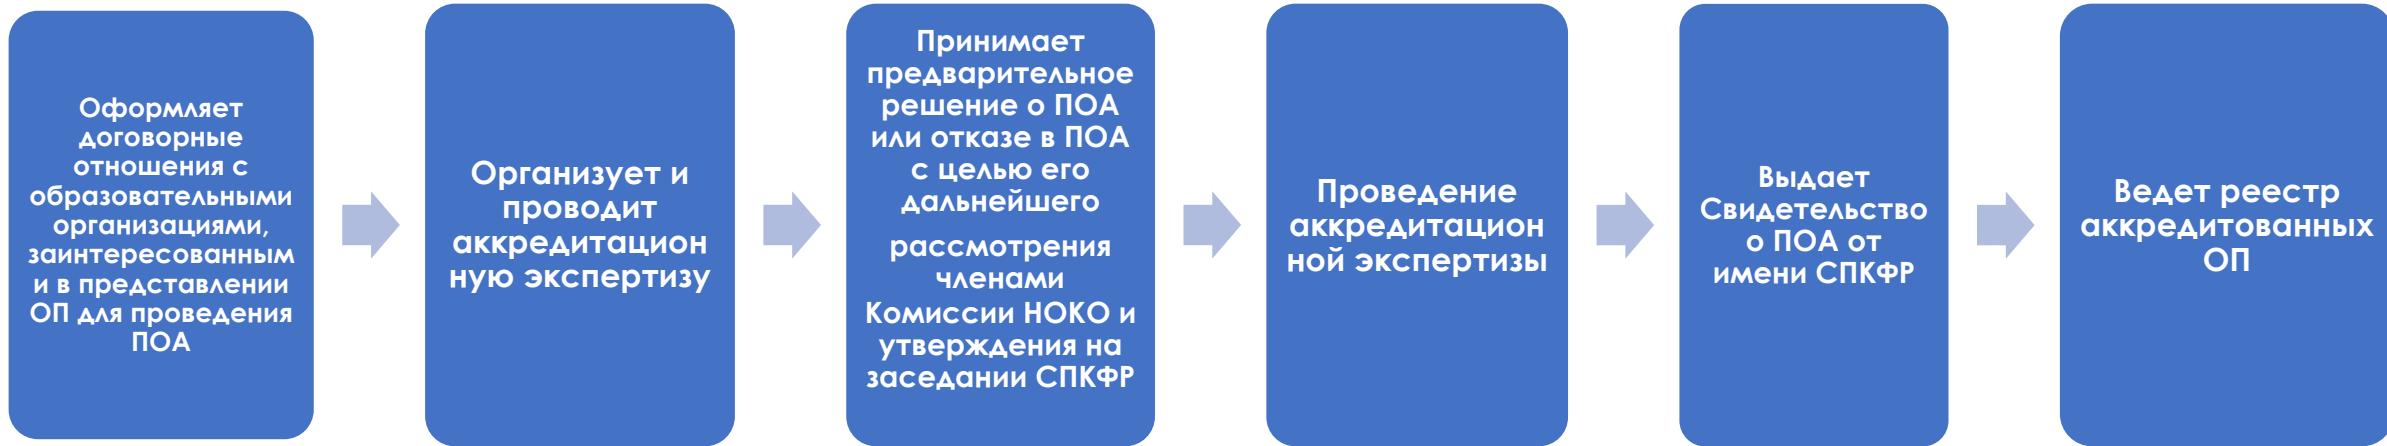 Оформляет
договорные
отношения с
образовательными
организациями,
заинтересованным
и в представлении
ОП для проведения
ПОА
Организует и
проводит
аккредитацион
ную экспертизу
Принимает
предварительное
решение о ПОА
или отказе в ПОА
с целью его
дальнейшего
рассмотрения
членами
Комиссии НОКО и
утверждения на
заседании СПКФР
Проведение
аккредитацион
ной экспертизы
Выдает
Свидетельство
о ПОА от
имени СПКФР
Ведет реестр
аккредитованных
ОП